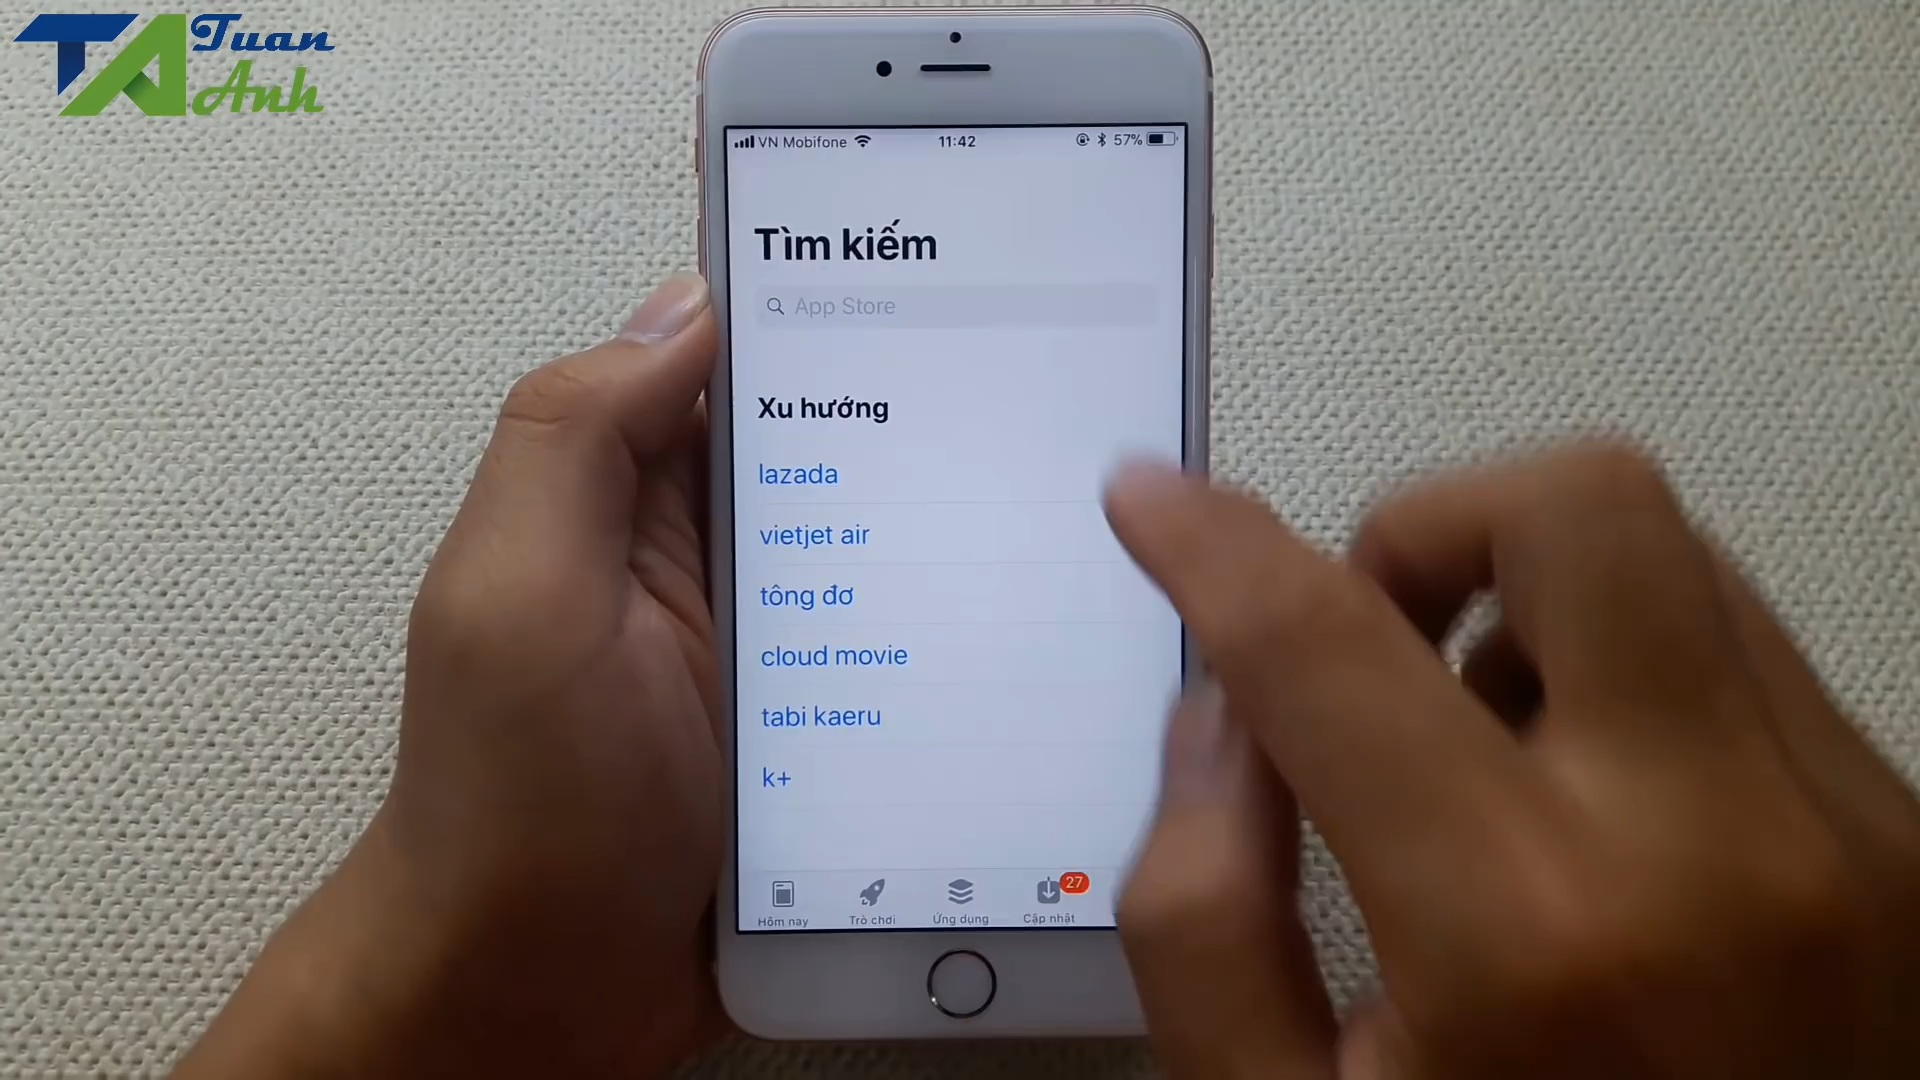 TA Tuan
Anh
VN Mobifone 11:42 57%
Tìm kiếm
App Store
Xu hướng
lazada
vietjet air
tông đơ
cloud movie
tabi kaeru
k+
27
Hôm nay Trò chơi Ứng dụng Cập nhật